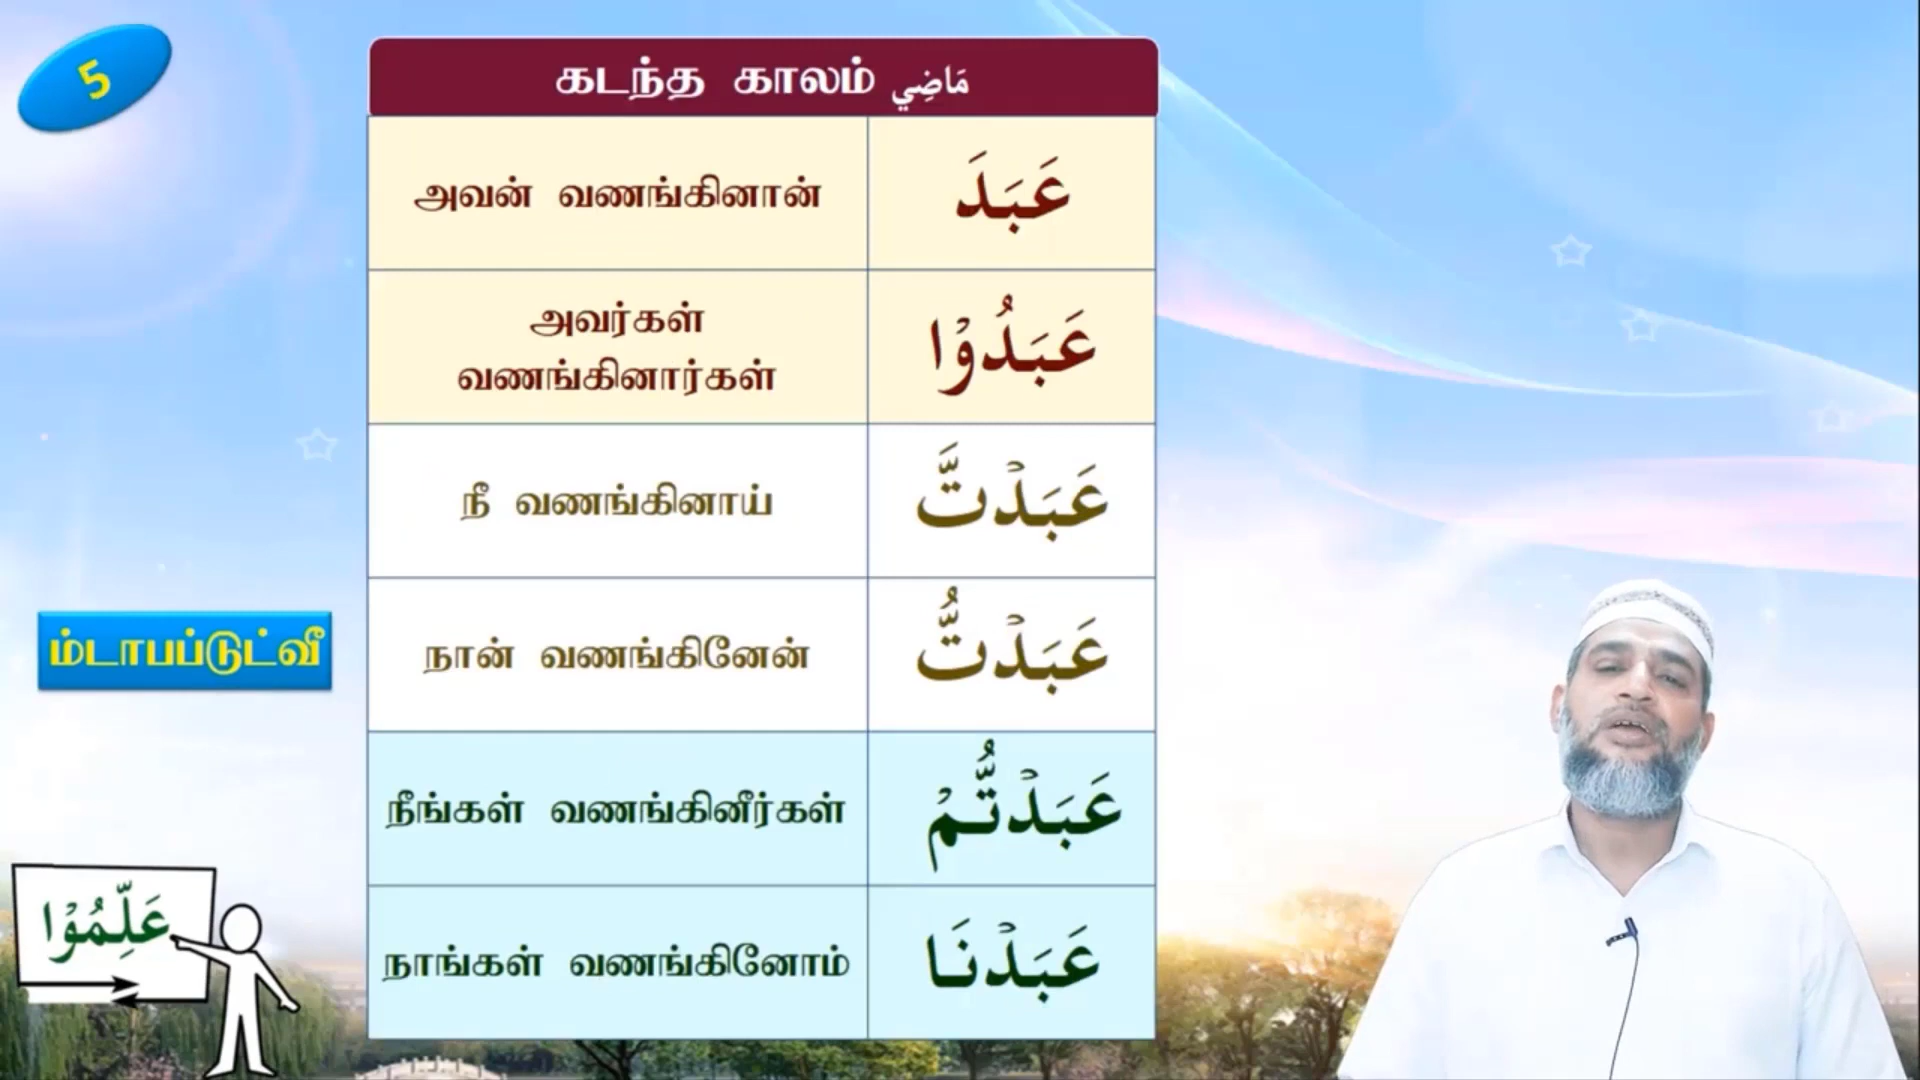 5
கடந்த காலம் مَاضِي
அவன் வணங்கினான் عَبَدَ
அவர்கள்
வணங்கினார்கள் عَبَدُوْا
நீ வணங்கினாய் عَبَدْتَّ
நான் வணங்கினேன் عَبَدْتُّ
நீங்கள் வணங்கினீர்கள் عَبَدْتُّمْ
நாங்கள் வணங்கினோம் عَبَدْنَا
ம்டாபப்டுட்வீ
عَلِّمُوْا